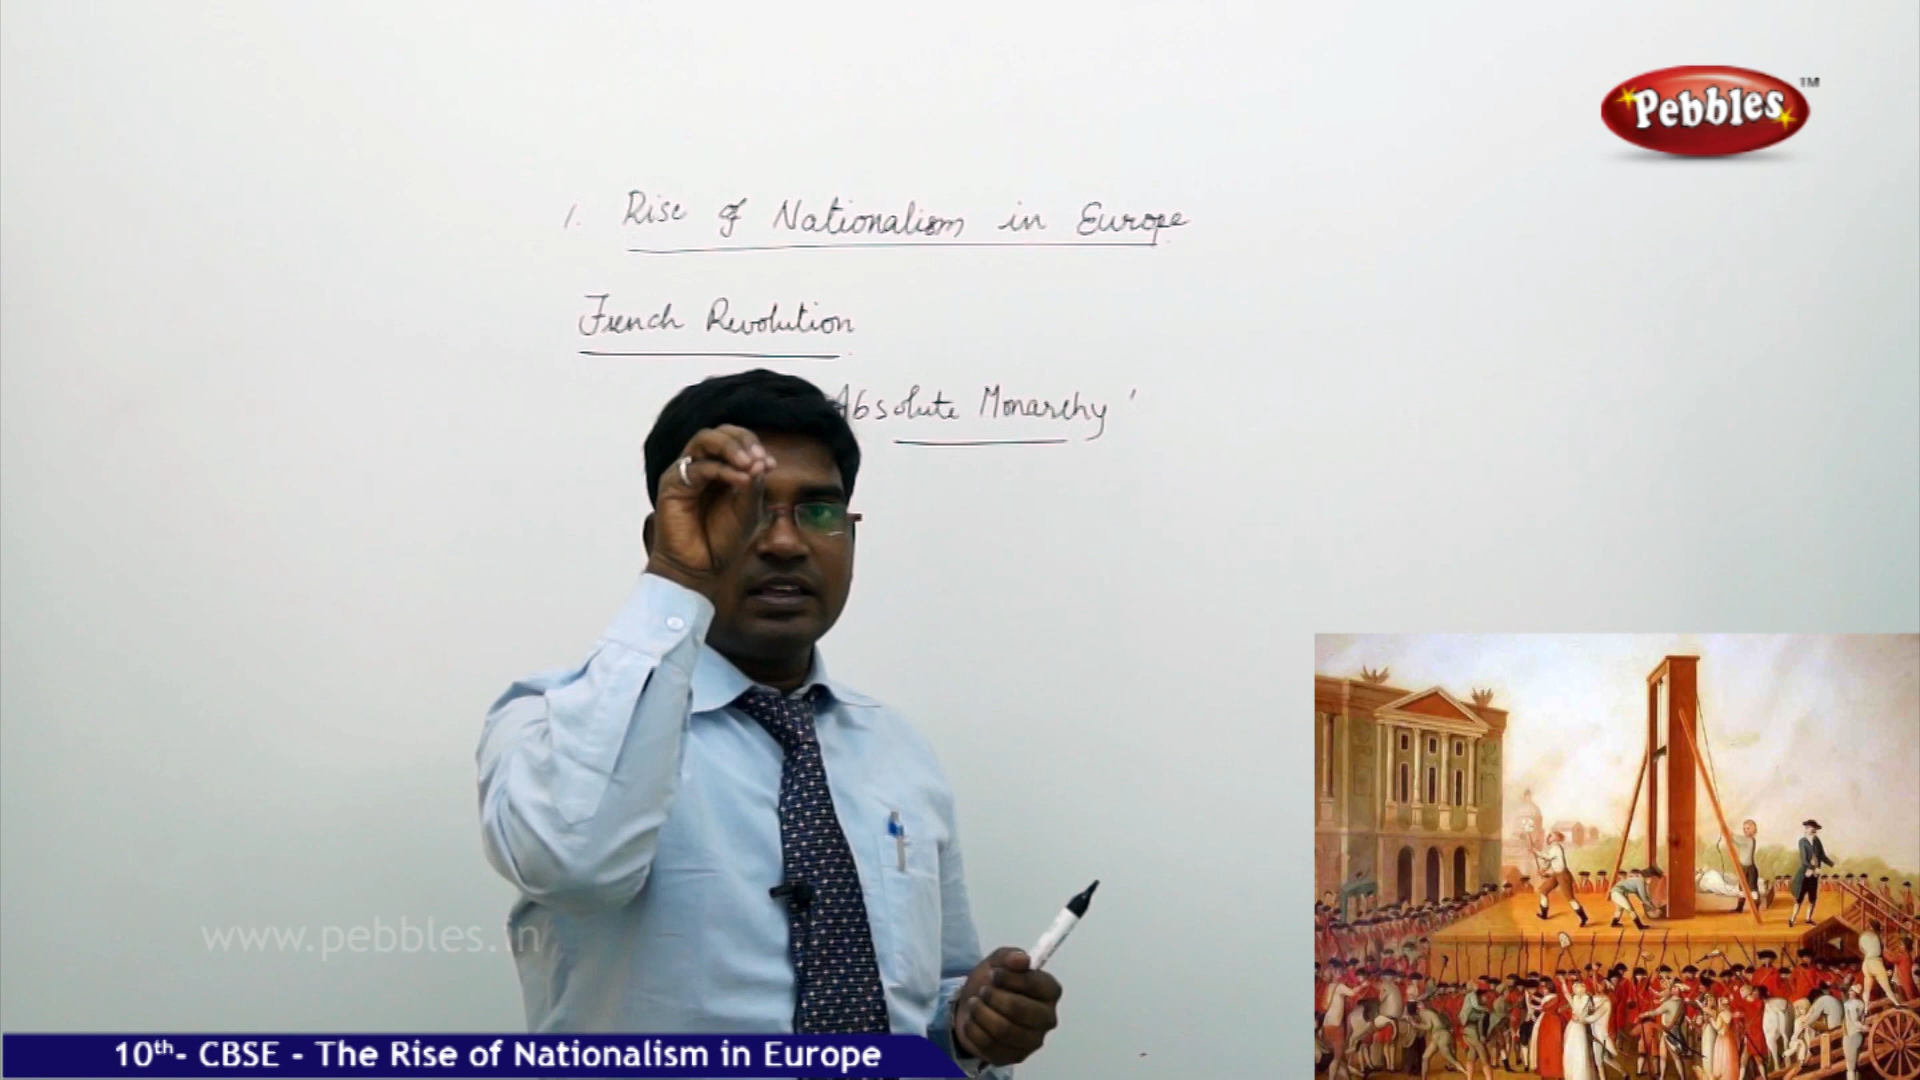 Pebbles TM
1. Rise of Nationalism in Europe
French Revolution
Absolute Monarchy '
www.pebbles.in
10th- CBSE - The Rise of Nationalism in Europe